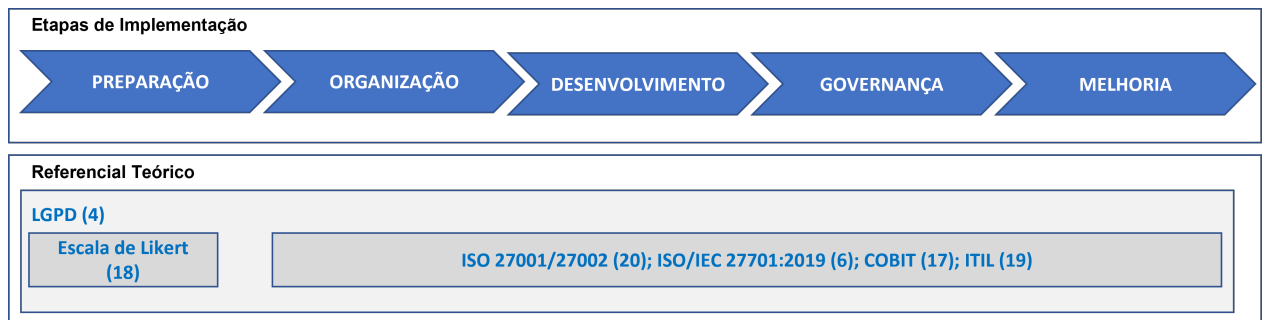 Etapas de Implementação
PREPARAÇÃO
ORGANIZAÇÃO
DESENVOLVIMENTO
GOVERNANÇA
MELHORIA
Referencial Teórico
LGPD (4)
Escala de Likert
(18)
ISO 27001/27002 (20); ISO/IEC 27701:2019 (6); COBIT (17); ITIL (19)